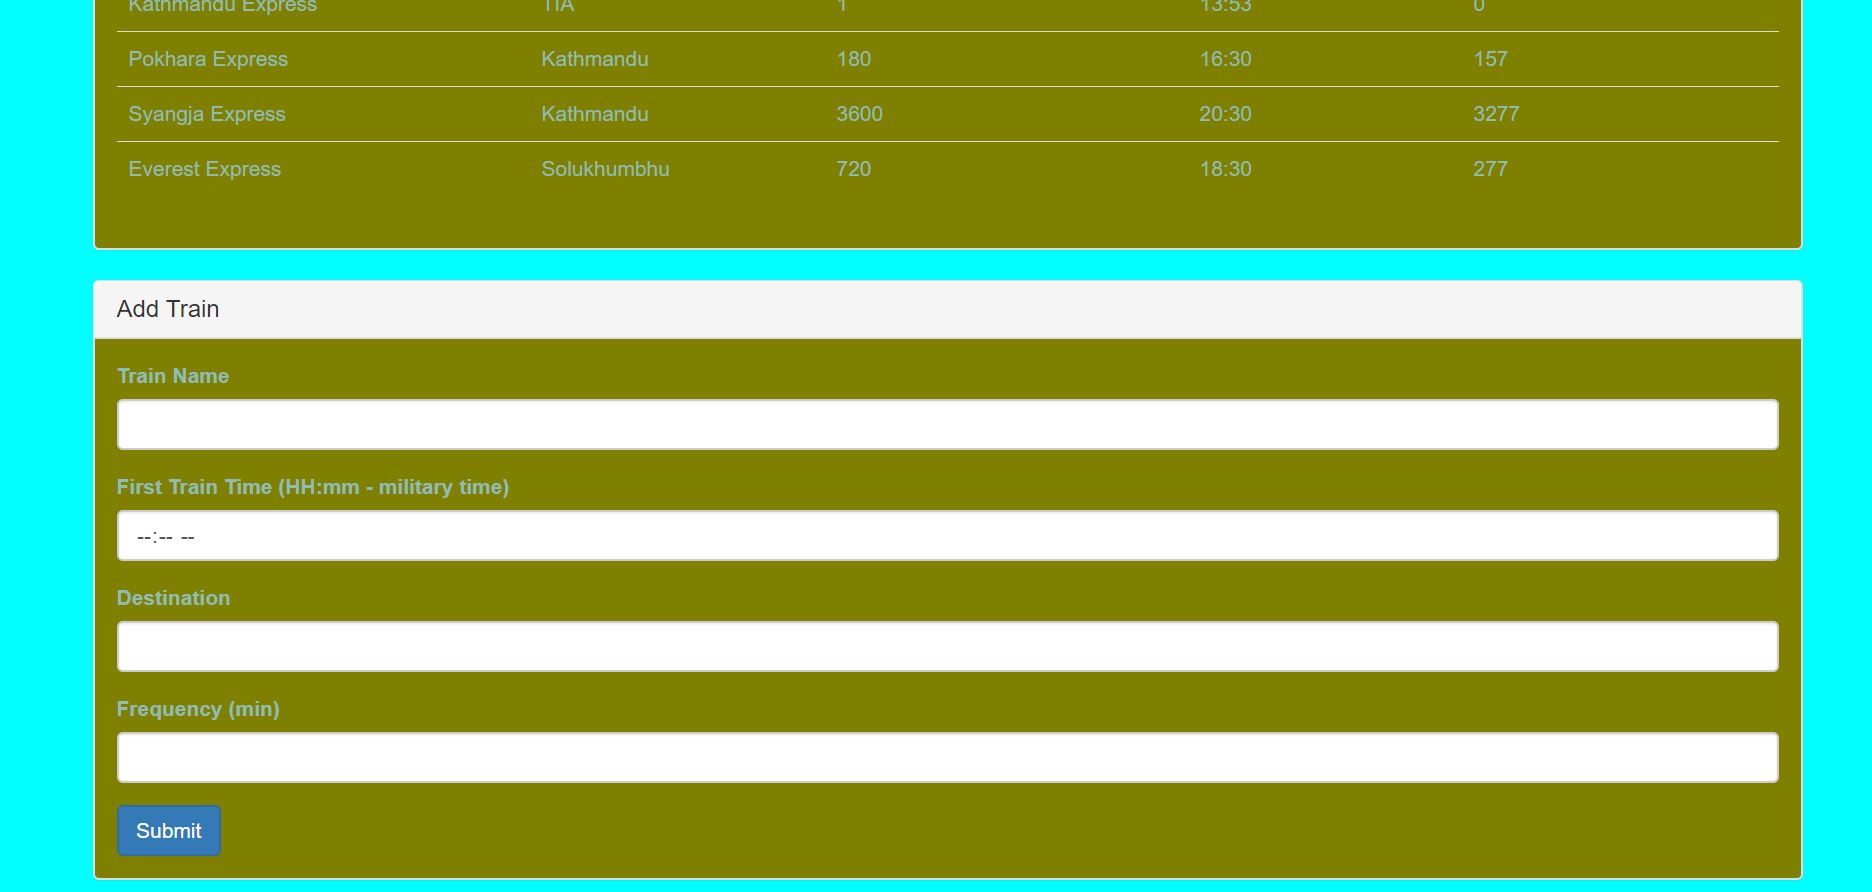 Kathmandu Express TIA 1 13:53 0
Pokhara Express Kathmandu 180 16:30 157
Syangja Express Kathmandu 3600 20:30 3277
Everest Express Solukhumbhu 720 18:30 277
Add Train
Train Name
First Train Time (HH:mm - military time)
--:-- --
Destination
Frequency (min)
Submit